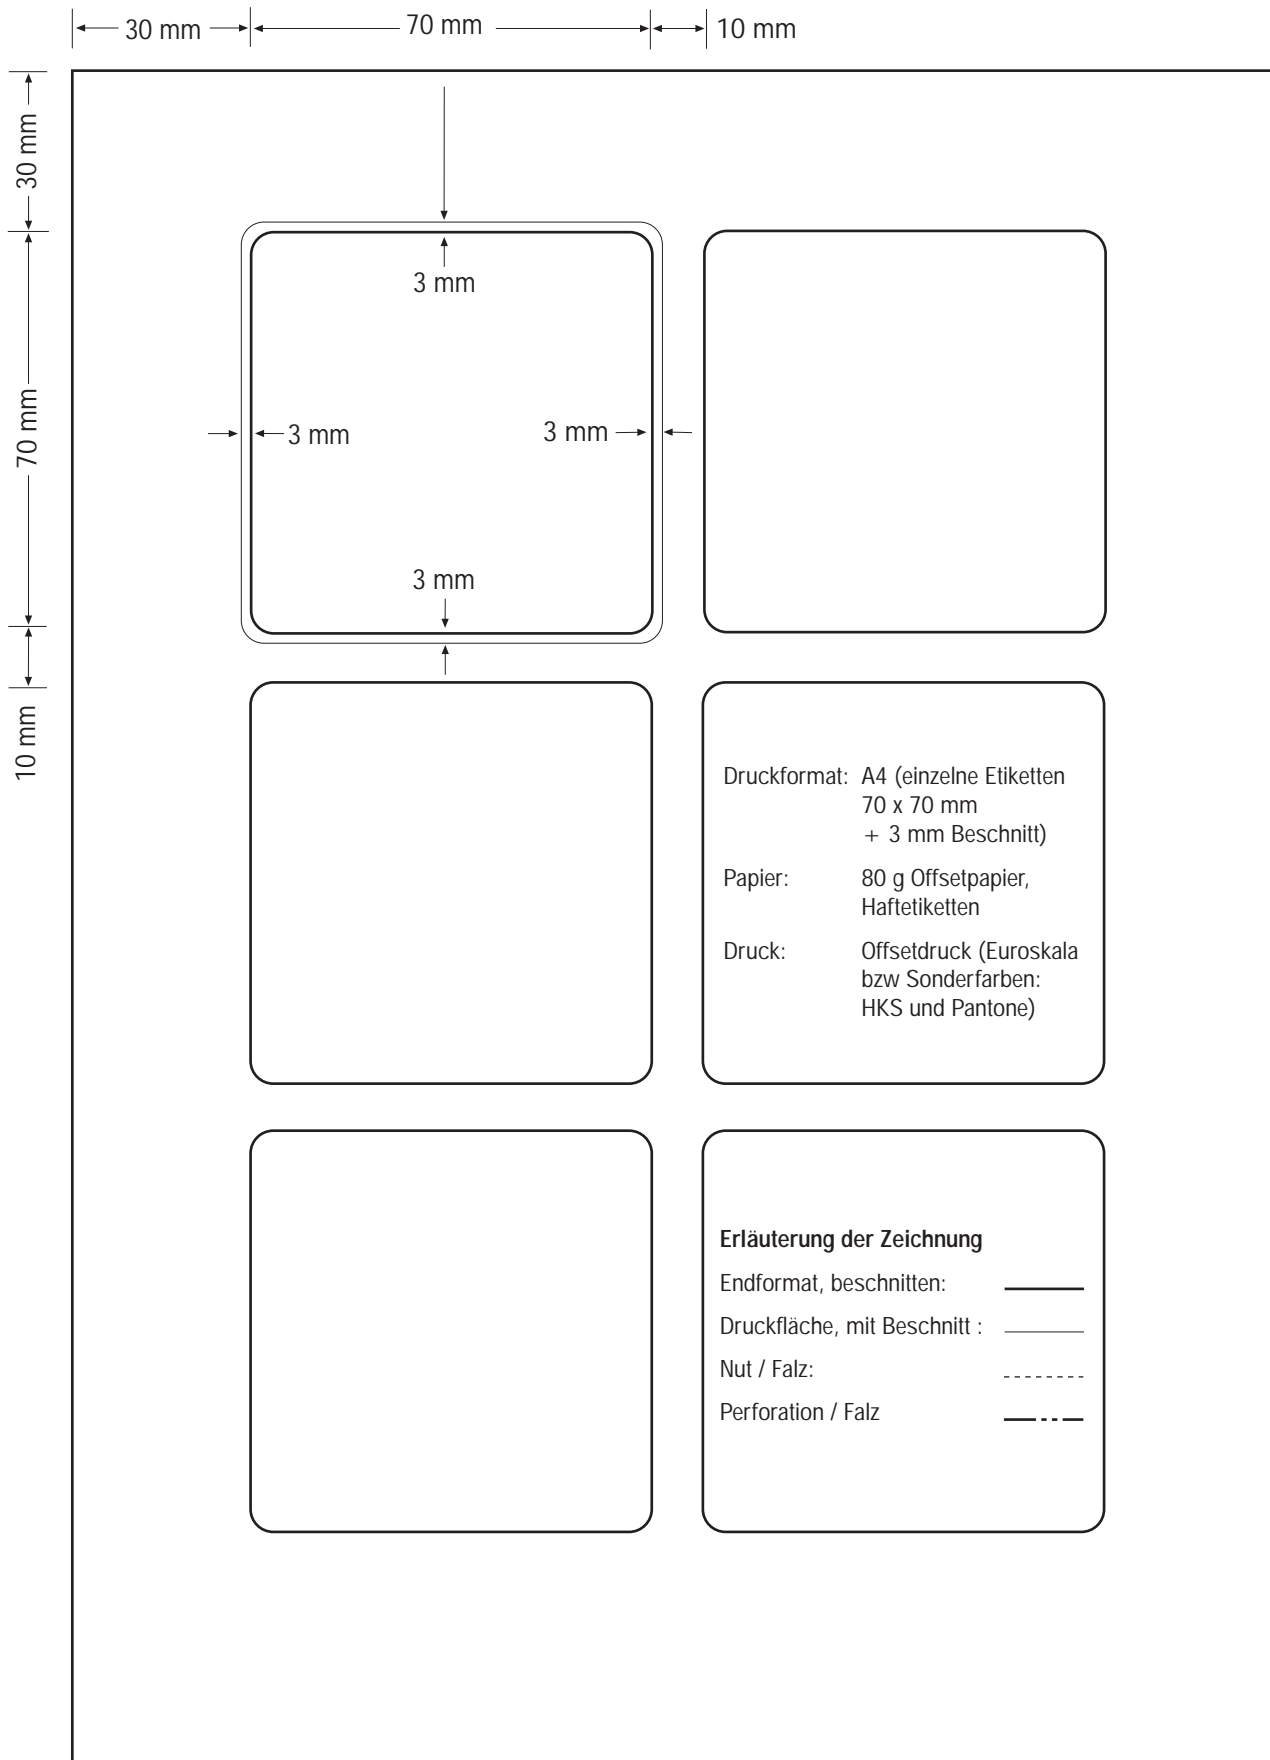 30 mm
70 mm
10 mm
30 mm
3 mm
70 mm
3 mm
3 mm
3 mm
10 mm
Druckformat: A4 (einzelne Etiketten
70 x 70 mm
+ 3 mm Beschnitt)
Papier: 80 g Offsetpapier,
Haftetiketten
Druck: Offsetdruck (Euroskala
bzw Sonderfarben:
HKS und Pantone)
Erläuterung der Zeichnung
Endformat, beschnitten:
Druckfläche, mit Beschnitt :
Nut / Falz:
Perforation / Falz